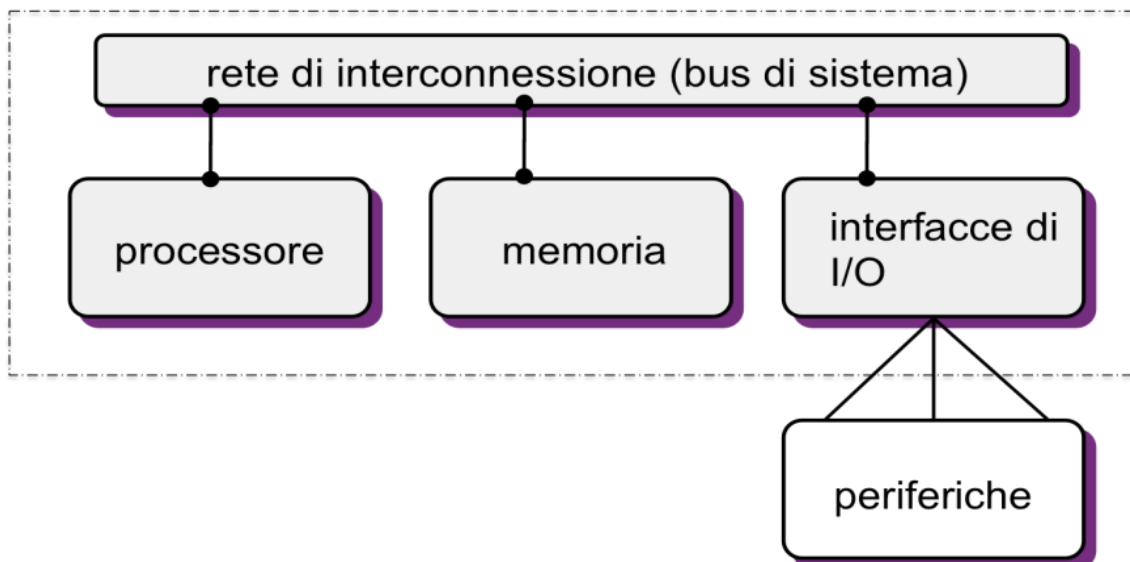 rete di interconnessione (bus di sistema)
processore
memoria
interfacce di
I/O
periferiche